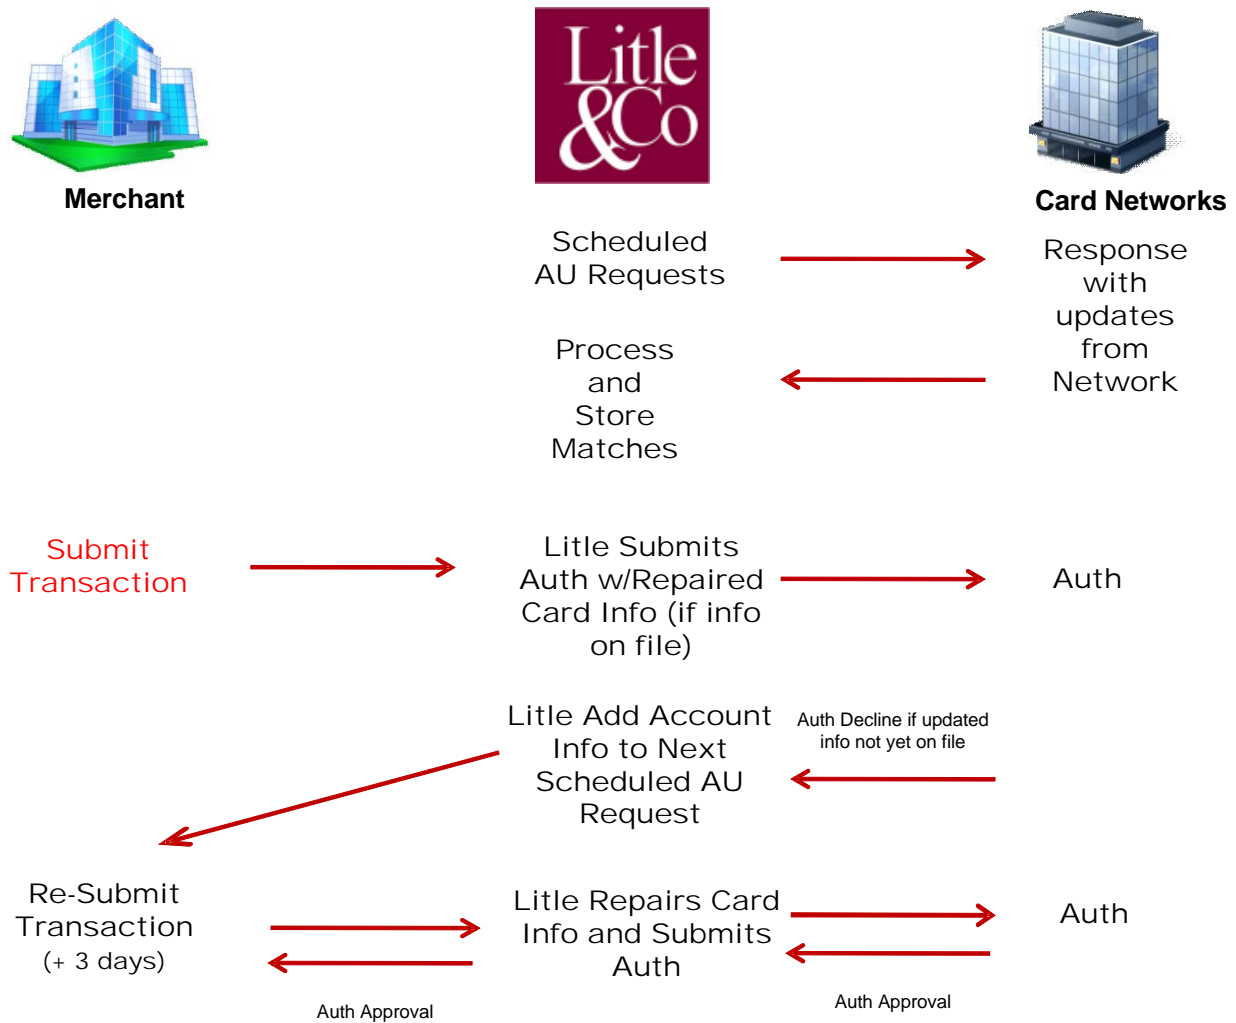 Litle
&Co
Merchant
Card Networks
Scheduled
AU Requests
Response
with
updates
from
Network
Process
and
Store
Matches
Submit
Transaction
Litle Submits
Auth w/Repaired
Card Info (if info
on file)
Auth
Litle Add Account
Info to Next
Scheduled AU
Request
Auth Decline if updated
info not yet on file
Re-Submit
Transaction
(+ 3 days)
Litle Repairs Card
Info and Submits
Auth
Auth
Auth Approval
Auth Approval